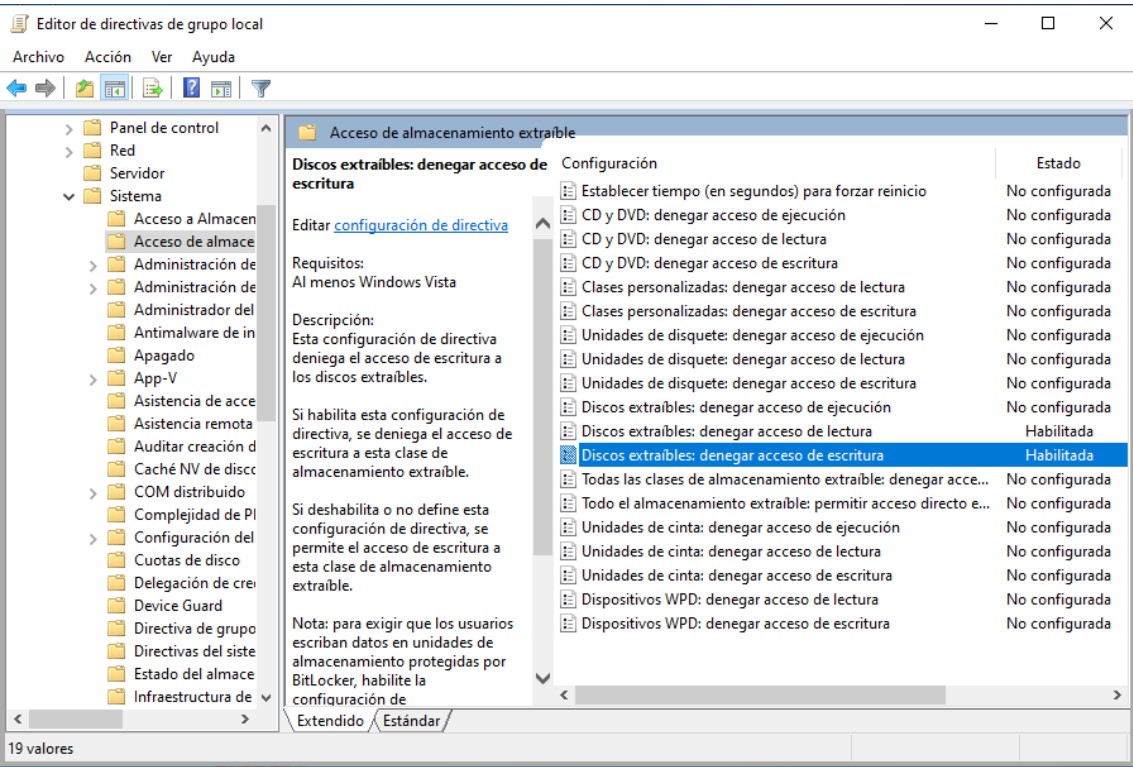 Editor de directivas de grupo local
Archivo Acción Ver Ayuda
Panel de control
Red
Servidor
Sistema
Acceso a Almacen
Acceso de almace
Administración de
Administración de
Administrador del
Antimalware de in
Apagado
App-V
Asistencia de acce
Asistencia remota
Auditar creación d
Caché NV de disco
COM distribuido
Complejidad de PI
Configuración del
Cuotas de disco
Delegación de cre
Device Guard
Directiva de grupo
Directivas del siste
Estado del almace
Infraestructura de
Acceso de almacenamiento extraíble
Discos extraíbles: denegar acceso de
escritura
Editar configuración de directiva
Requisitos:
Al menos Windows Vista
Descripción:
Esta configuración de directiva
deniega el acceso de escritura a
los discos extraíbles.
Si habilita esta configuración de
directiva, se deniega el acceso de
escritura a esta clase de
almacenamiento extraíble.
Si deshabilita o no define esta
configuración de directiva, se
permite el acceso de escritura a
esta clase de almacenamiento
extraíble.
Nota: para exigir que los usuarios
escriban datos en unidades de
almacenamiento protegidas por
BitLocker, habilite la
configuración de
Configuración Estado
Establecer tiempo (en segundos) para forzar reinicio No configurada
CD y DVD: denegar acceso de ejecución No configurada
CD y DVD: denegar acceso de lectura No configurada
CD y DVD: denegar acceso de escritura No configurada
Clases personalizadas: denegar acceso de lectura No configurada
Clases personalizadas: denegar acceso de escritura No configurada
Unidades de disquete: denegar acceso de ejecución No configurada
Unidades de disquete: denegar acceso de lectura No configurada
Unidades de disquete: denegar acceso de escritura No configurada
Discos extraíbles: denegar acceso de ejecución No configurada
Discos extraíbles: denegar acceso de lectura Habilitada
Discos extraíbles: denegar acceso de escritura Habilitada
Todas las clases de almacenamiento extraíble: denegar acce... No configurada
Todo el almacenamiento extraíble: permitir acceso directo e... No configurada
Unidades de cinta: denegar acceso de ejecución No configurada
Unidades de cinta: denegar acceso de lectura No configurada
Unidades de cinta: denegar acceso de escritura No configurada
Dispositivos WPD: denegar acceso de lectura No configurada
Dispositivos WPD: denegar acceso de escritura No configurada
Extendido Estándar
19 valores